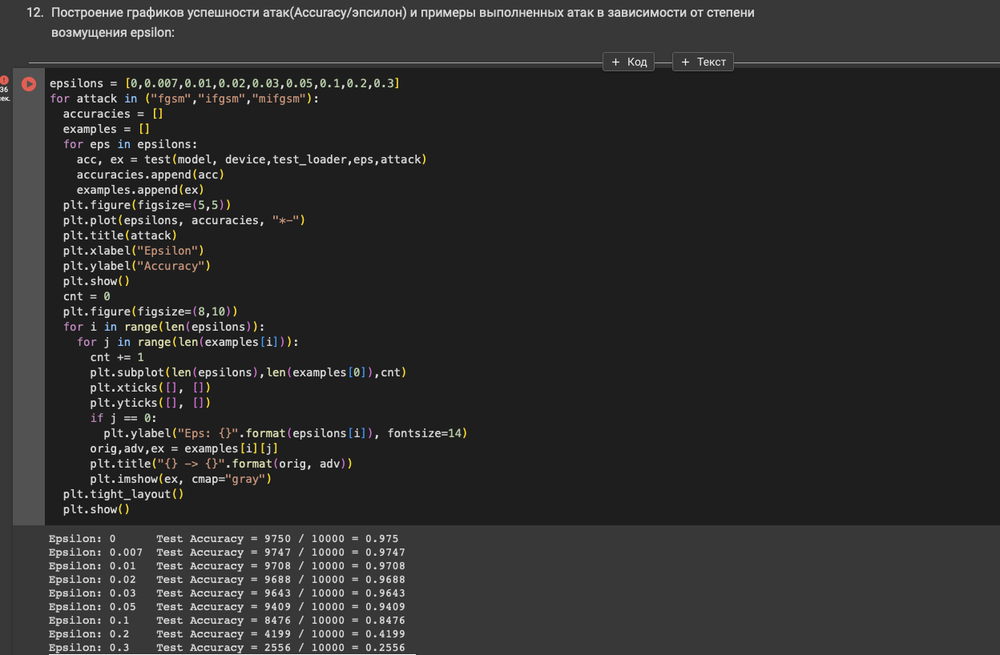 12. Построение графиков успешности атак(Accuracy/эпсилон) и примеры выполненных атак в зависимости от степени
возмущения epsilon:
+ Код + Текст
!
36
сек.
epsilons = [0,0.007,0.01,0.02,0.03,0.05,0.1,0.2,0.3]
for attack in ("fgsm","ifgsm","mifgsm"):
  accuracies = []
  examples = []
  for eps in epsilons:
    acc, ex = test(model, device,test_loader,eps,attack)
    accuracies.append(acc)
    examples.append(ex)
  plt.figure(figsize=(5,5))
  plt.plot(epsilons, accuracies, "*-")
  plt.title(attack)
  plt.xlabel("Epsilon")
  plt.ylabel("Accuracy")
  plt.show()
  cnt = 0
  plt.figure(figsize=(8,10))
  for i in range(len(epsilons)):
    for j in range(len(examples[i])):
      cnt += 1
      plt.subplot(len(epsilons),len(examples[0]),cnt)
      plt.xticks([], [])
      plt.yticks([], [])
      if j == 0:
        plt.ylabel("Eps: {}".format(epsilons[i]), fontsize=14)
      orig,adv,ex = examples[i][j]
      plt.title("{} -> {}".format(orig, adv))
      plt.imshow(ex, cmap="gray")
  plt.tight_layout()
  plt.show()
Epsilon: 0 Test Accuracy = 9750 / 10000 = 0.975
Epsilon: 0.007 Test Accuracy = 9747 / 10000 = 0.9747
Epsilon: 0.01 Test Accuracy = 9708 / 10000 = 0.9708
Epsilon: 0.02 Test Accuracy = 9688 / 10000 = 0.9688
Epsilon: 0.03 Test Accuracy = 9643 / 10000 = 0.9643
Epsilon: 0.05 Test Accuracy = 9409 / 10000 = 0.9409
Epsilon: 0.1 Test Accuracy = 8476 / 10000 = 0.8476
Epsilon: 0.2 Test Accuracy = 4199 / 10000 = 0.4199
Epsilon: 0.3 Test Accuracy = 2556 / 10000 = 0.2556